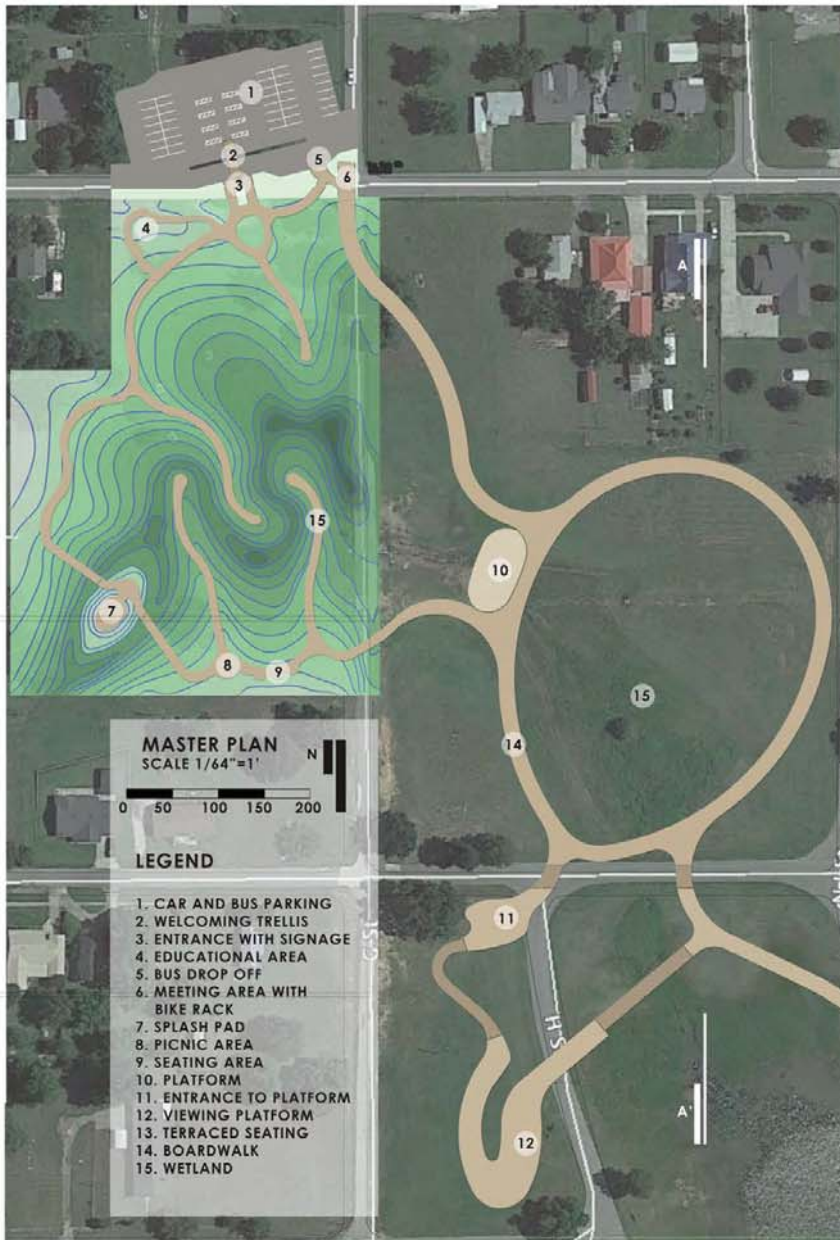 1
2
3
5
6
4
A
15
10
7
8
9
15
14
MASTER PLAN
SCALE 1/64"=1'
N
0 50 100 150 200
LEGEND
1. CAR AND BUS PARKING
2. WELCOMING TRELLIS
3. ENTRANCE WITH SIGNAGE
4. EDUCATIONAL AREA
5. BUS DROP OFF
6. MEETING AREA WITH
BIKE RACK
7. SPLASH PAD
8. PICNIC AREA
9. SEATING AREA
10. PLATFORM
11. ENTRANCE TO PLATFORM
12. VIEWING PLATFORM
13. TERRACED SEATING
14. BOARDWALK
15. WETLAND
11
12
A'
G St
H S